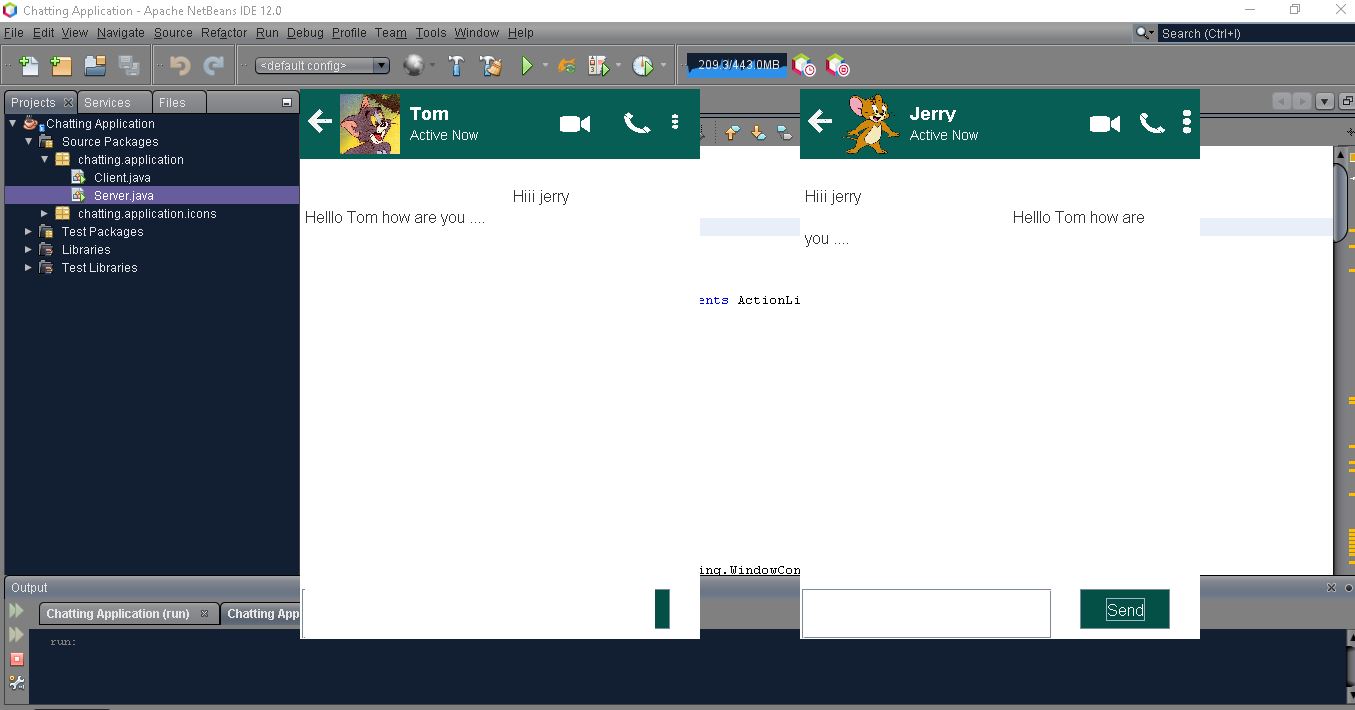 Chatting Application - Apache NetBeans IDE 12.0
File Edit View Navigate Source Refactor Run Debug Profile Team Tools Window Help
Search (Ctrl+I)
<default config>
209/3/443.0MB
Projects Services Files
Chatting Application
Source Packages
chatting.application
Client.java
Server.java
chatting.application.icons
Test Packages
Libraries
Test Libraries
Tom
Active Now
Hiii jerry
Helllo Tom how are you ....
ents ActionLi
ing.WindowCon
Jerry
Active Now
Hiii jerry
Helllo Tom how are
you ....
Send
Output
Chatting Application (run) Chatting App
run: